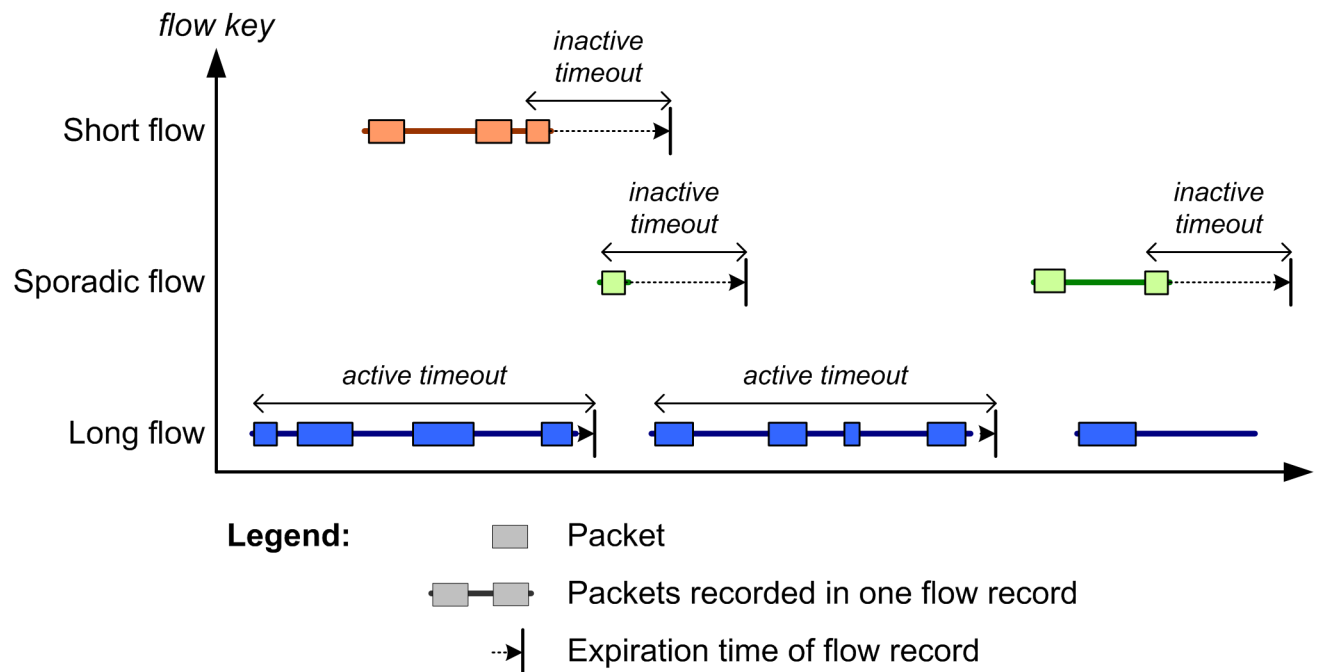 flow key
inactive
timeout
Short flow
inactive
timeout
inactive
timeout
Sporadic flow
active timeout
active timeout
Long flow
Legend:
Packet
Packets recorded in one flow record
Expiration time of flow record